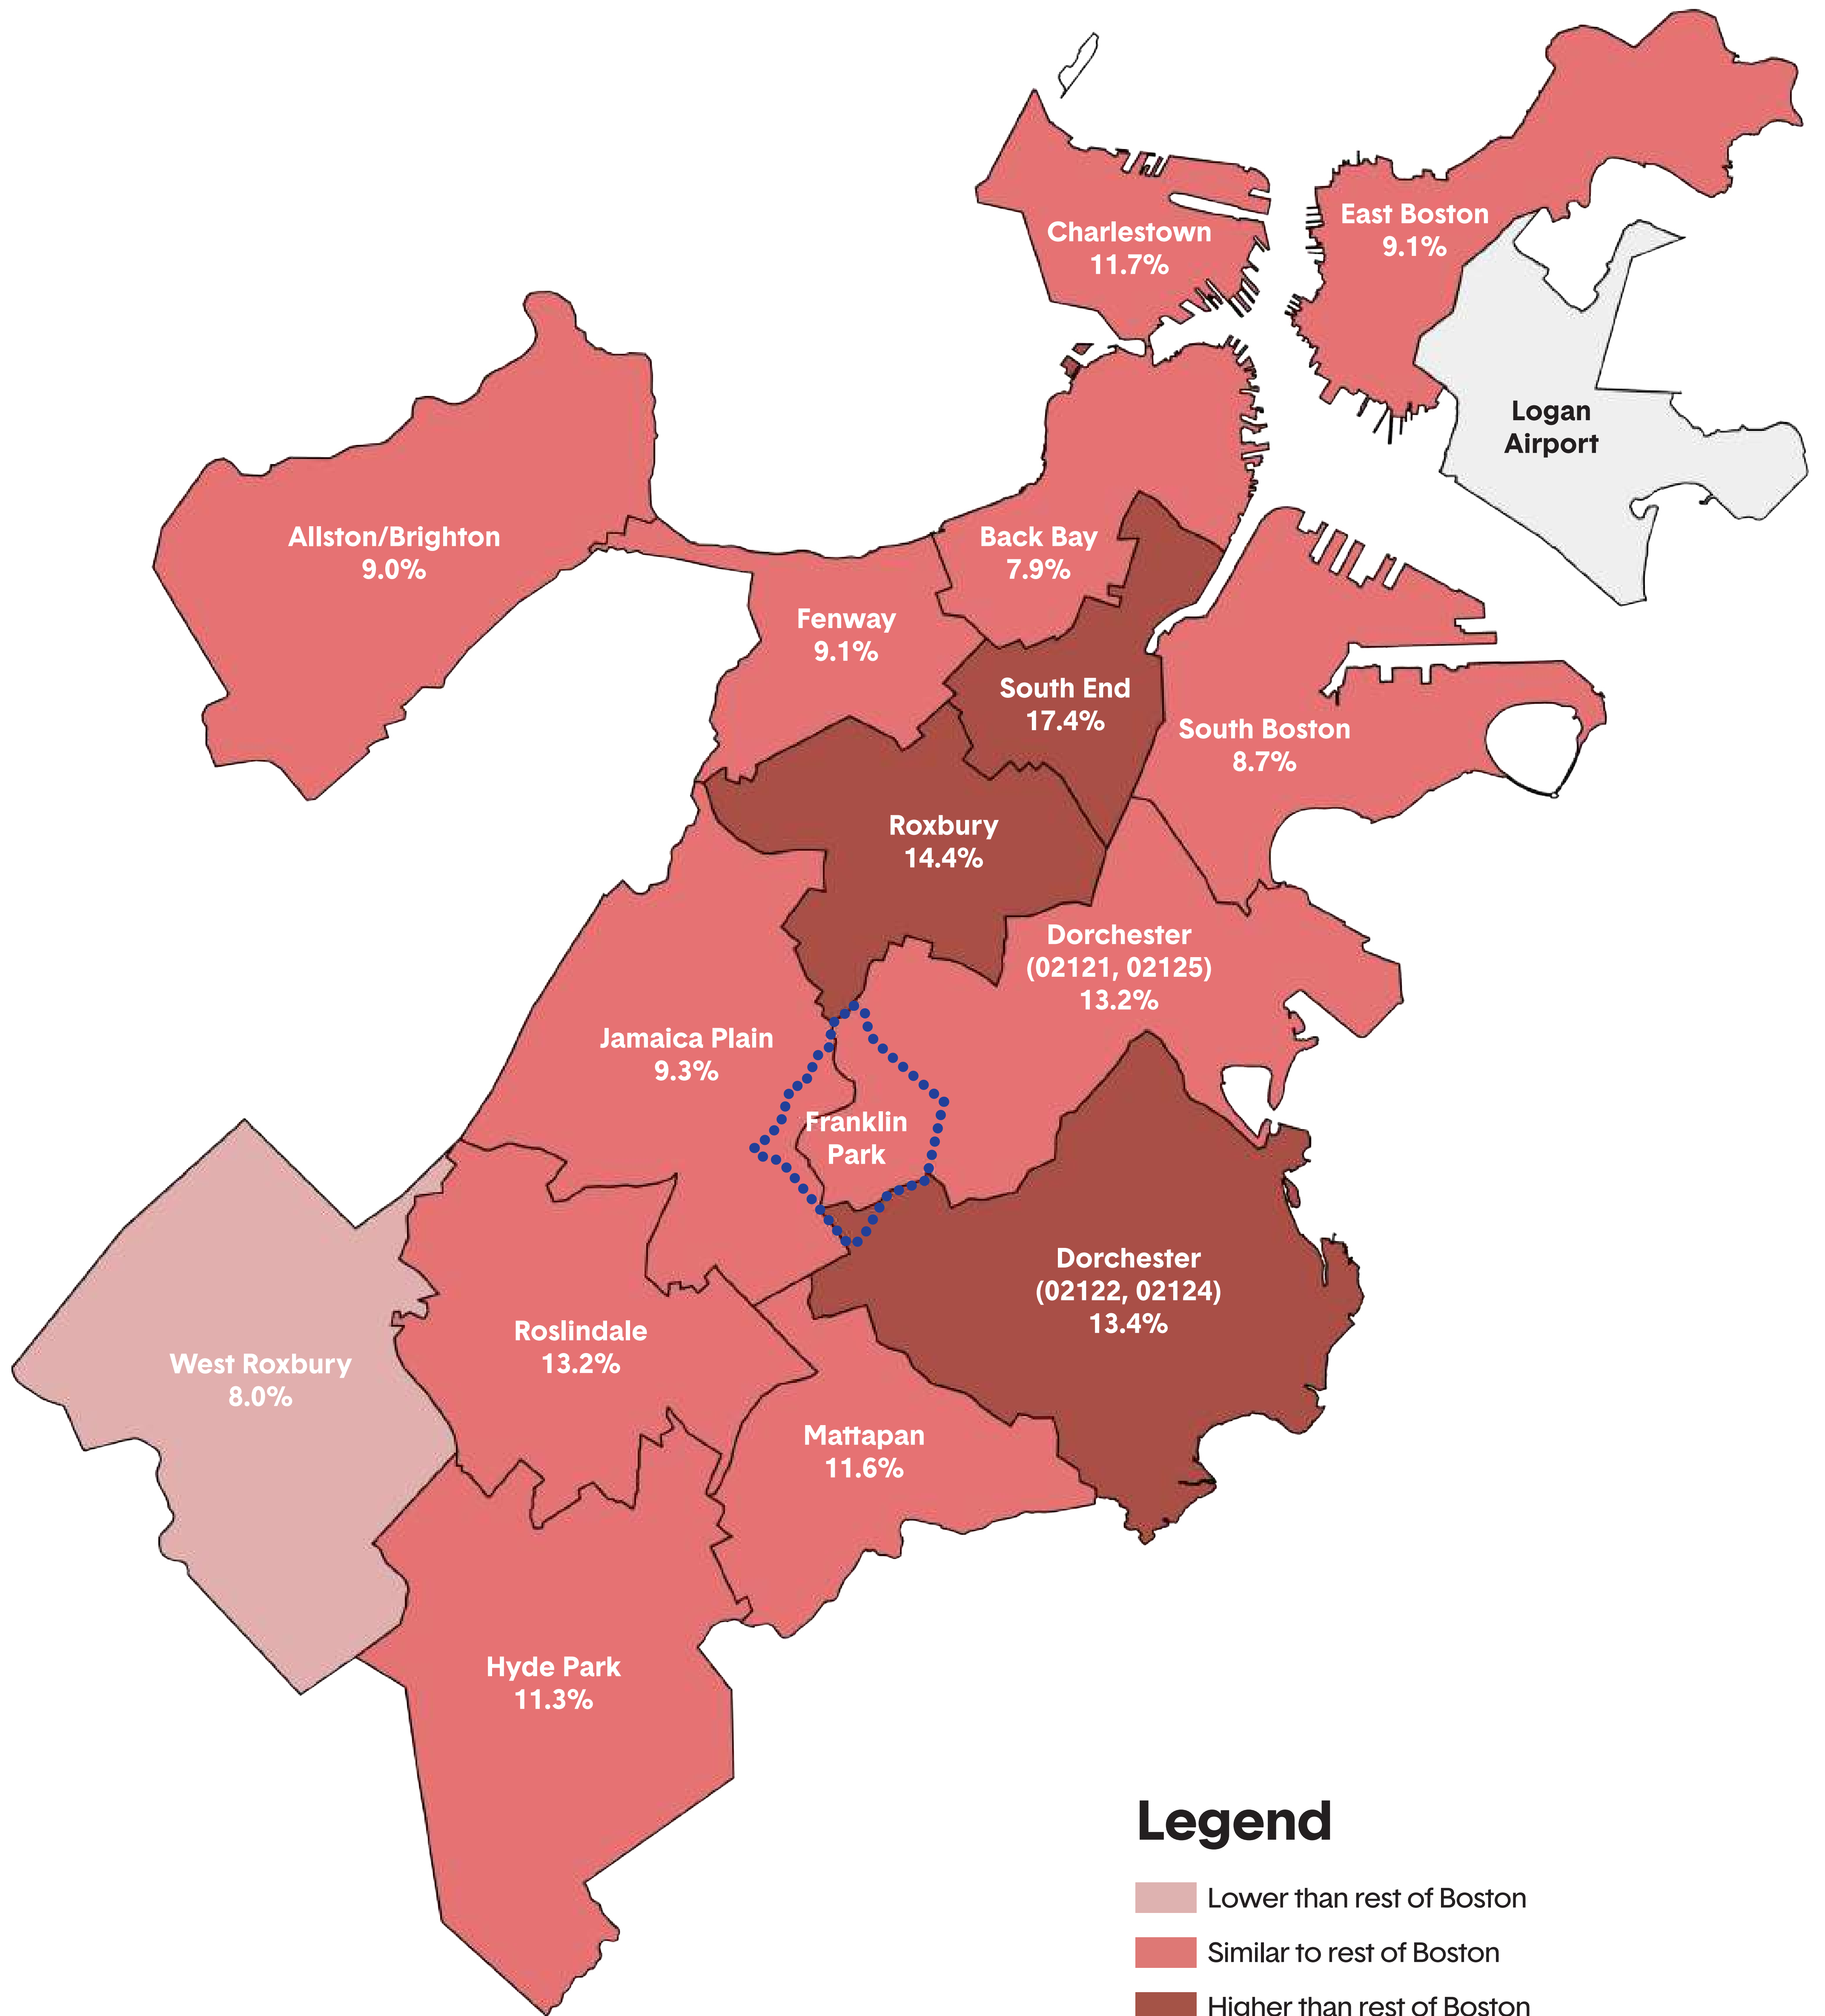 Charlestown
11.7%
East Boston
9.1%
Logan
Airport
Allston/Brighton
9.0%
Back Bay
7.9%
Fenway
9.1%
South End
17.4%
South Boston
8.7%
Roxbury
14.4%
Dorchester
(02121, 02125)
13.2%
Jamaica Plain
9.3%
Franklin
Park
Dorchester
(02122, 02124)
13.4%
Roslindale
13.2%
West Roxbury
8.0%
Mattapan
11.6%
Hyde Park
11.3%
Legend
Lower than rest of Boston
Similar to rest of Boston
Higher than rest of Boston